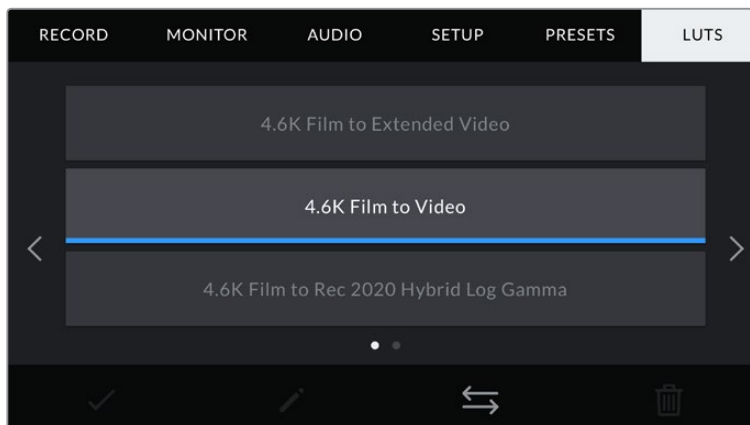 RECORD MONITOR AUDIO SETUP PRESETS LUTS
4.6K Film to Extended Video
4.6K Film to Video
4.6K Film to Rec 2020 Hybrid Log Gamma